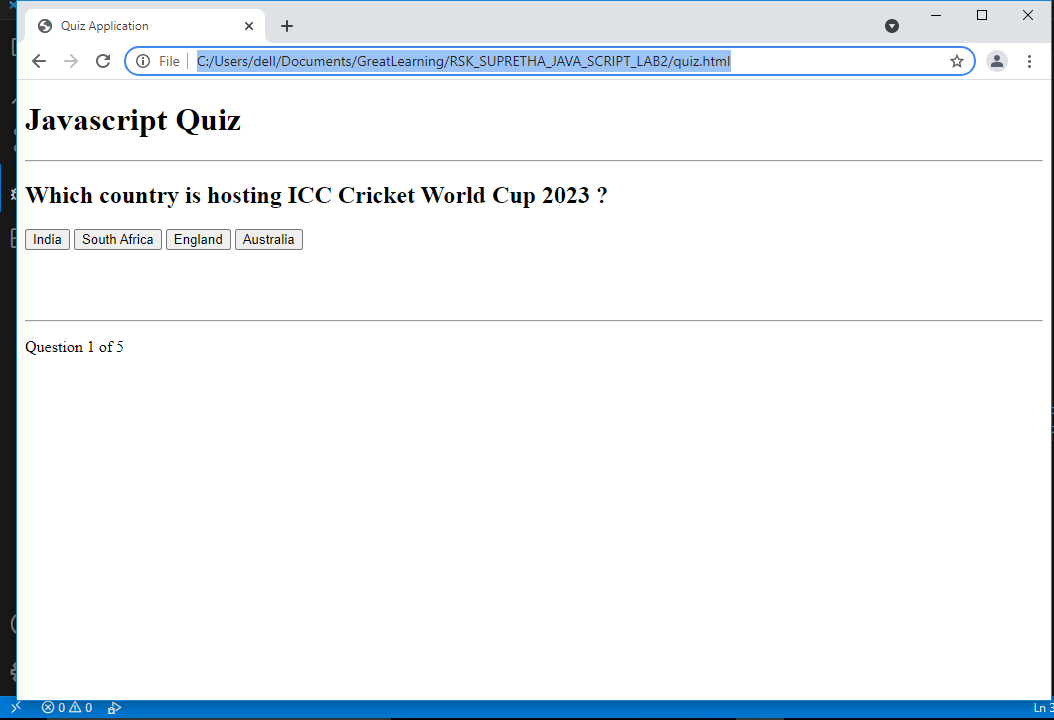 Quiz Application
File C:/Users/dell/Documents/GreatLearning/RSK_SUPRETHA_JAVA_SCRIPT_LAB2/quiz.html
Javascript Quiz
Which country is hosting ICC Cricket World Cup 2023 ?
India South Africa England Australia
Question 1 of 5
0 0 Ln 3